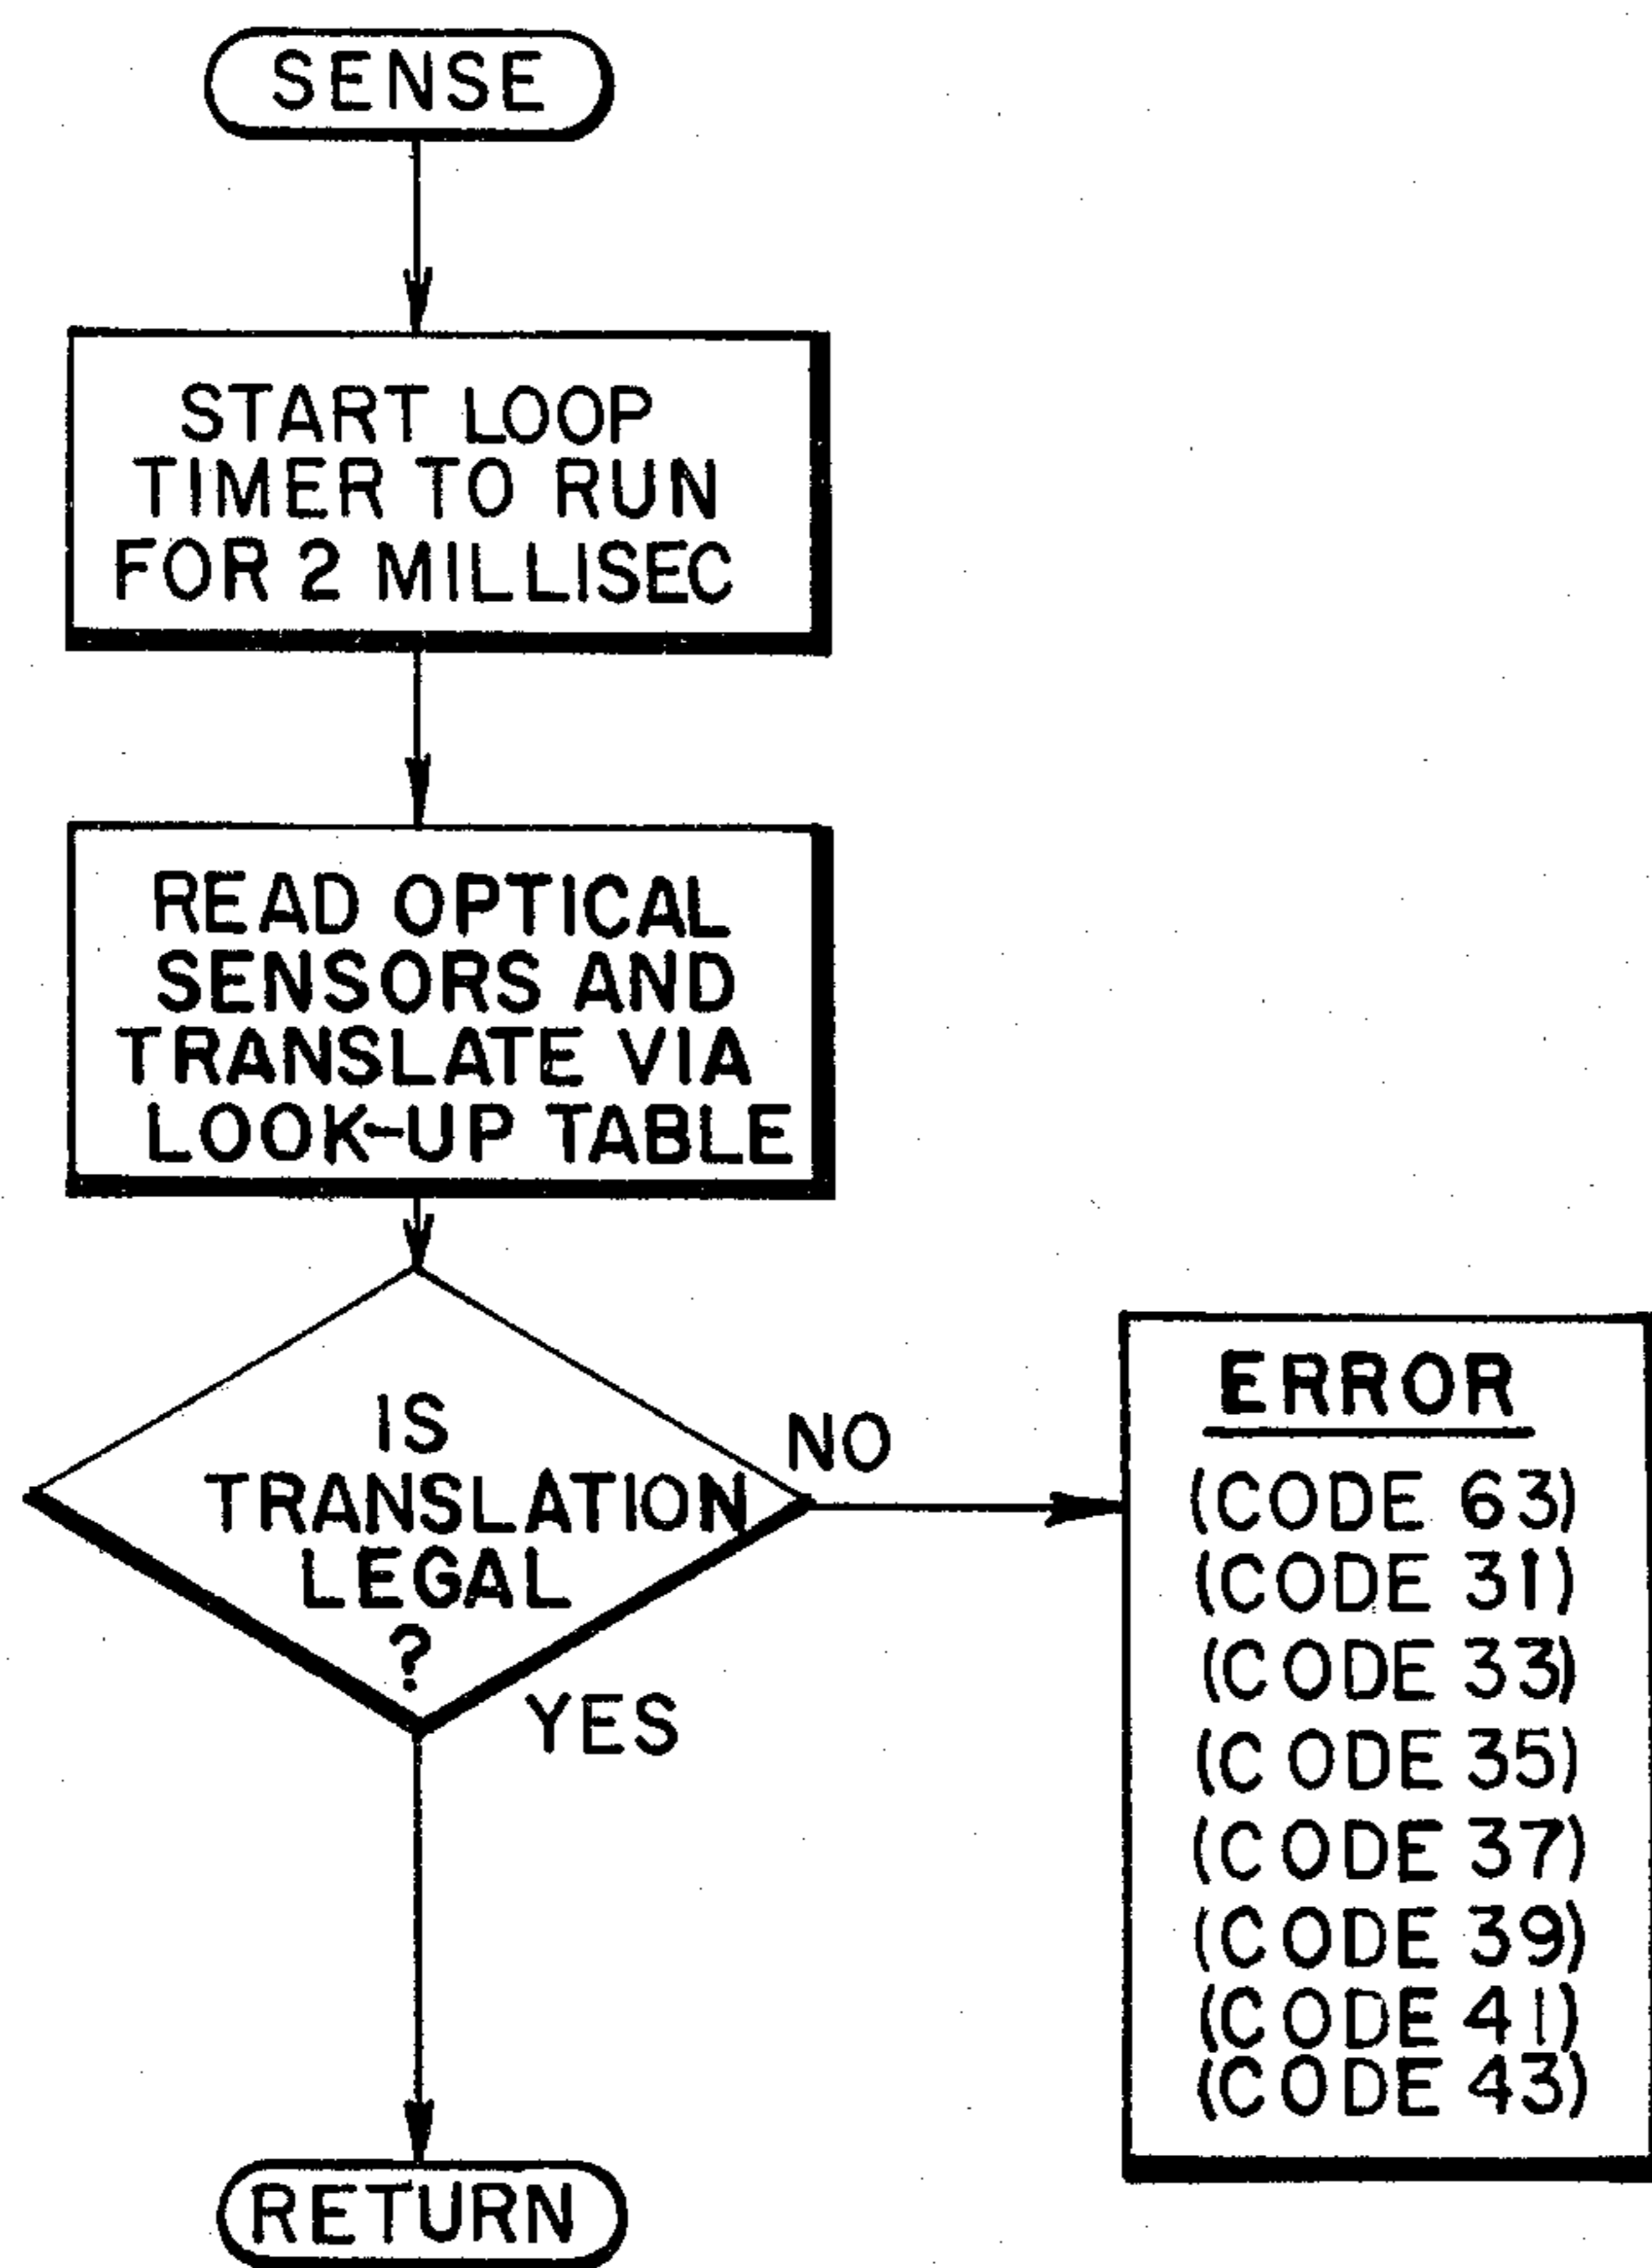 SENSE
START LOOP
TIMER TO RUN
FOR 2 MILLISEC
READ OPTICAL
SENSORS AND
TRANSLATE VIA
LOOK-UP TABLE
IS
TRANSLATION
LEGAL
?
NO
YES
ERROR
(CODE 63)
(CODE 31)
(CODE 33)
(CODE 35)
(CODE 37)
(CODE 39)
(CODE 41)
(CODE 43)
RETURN